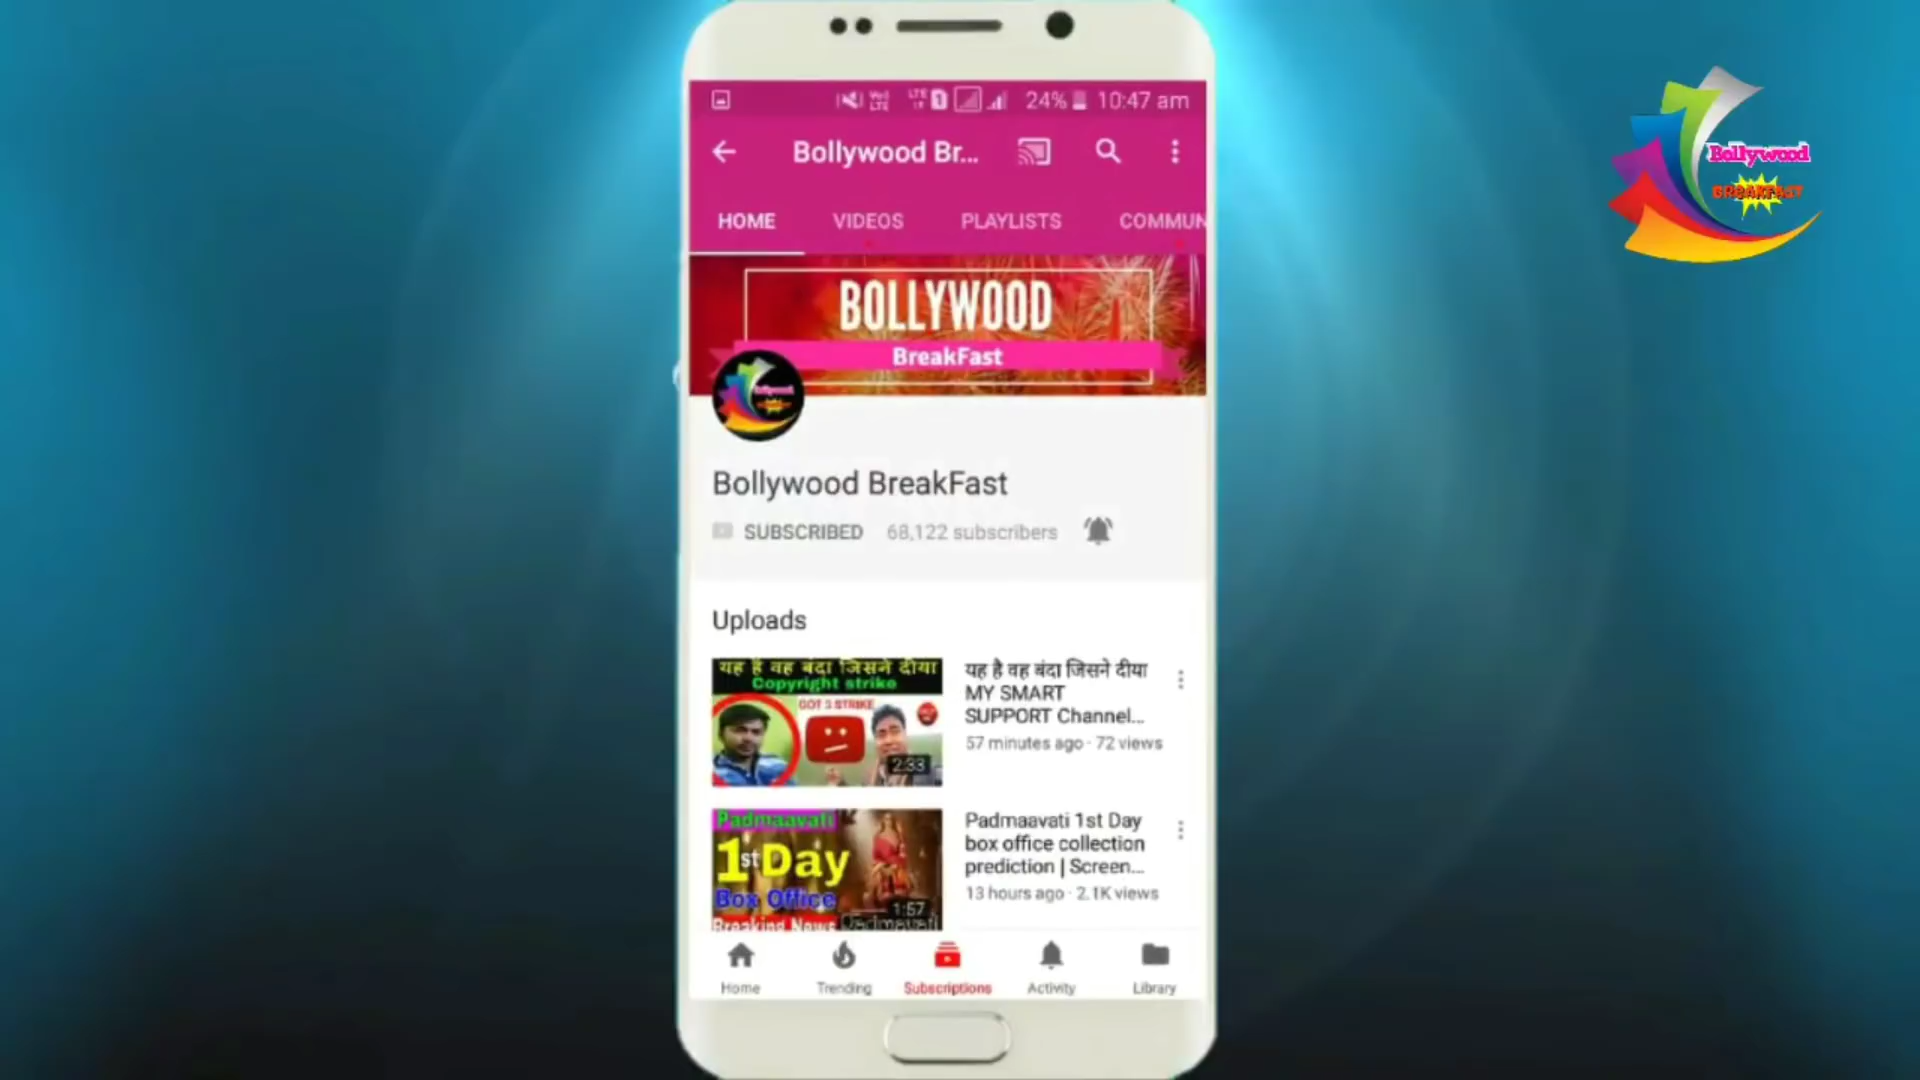 24% 10:47 am
Bollywood Br...
HOME VIDEOS PLAYLISTS COMMUN
BOLLYWOOD
BreakFast
Bollywood BreakFast
SUBSCRIBED 68,122 subscribers
Uploads
यह है वह बंदा जिसने दीया
Copyright strike
GOT 3 STRIKE
2:33
यह है वह बंदा जिसने दीया
MY SMART
SUPPORT Channel...
57 minutes ago · 72 views
Padmaavati
1st Day
Box Office
Breaking News
Padmavati
1:57
Padmaavati 1st Day
box office collection
prediction | Screen...
13 hours ago · 2.1K views
Home Trending Subscriptions Activity Library
Bollywood
BREAKFAST